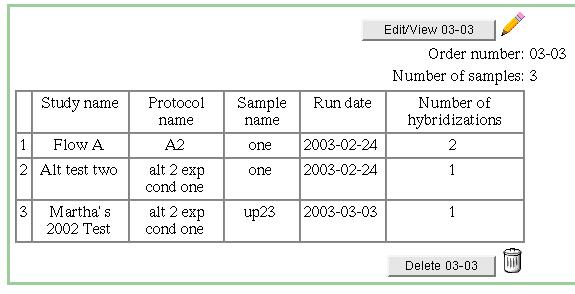 Edit/View 03-03
Order number: 03-03
Number of samples: 3
Study name Protocol name Sample name Run date Number of hybridizations
1 Flow A A2 one 2003-02-24 2
2 Alt test two alt 2 exp cond one one 2003-02-24 1
3 Martha's 2002 Test alt 2 exp cond one up23 2003-03-03 1
Delete 03-03